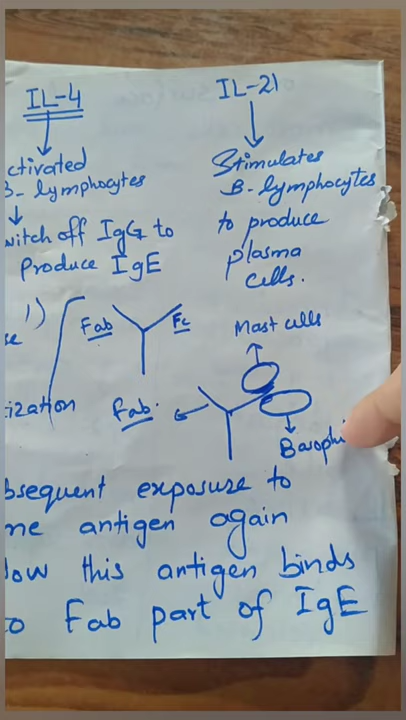 IL-4
ctivated
B- lymphocytes
witch off IgG to
Produce IgE
IL-21
Stimulates
B-lymphocytes
to produce
plasma
cells.
1)
se
Fab
Fc
Mast cells
ization
Fab.
Basophi
bsequent exposure to
me antigen again
low this antigen binds
to Fab part of IgE